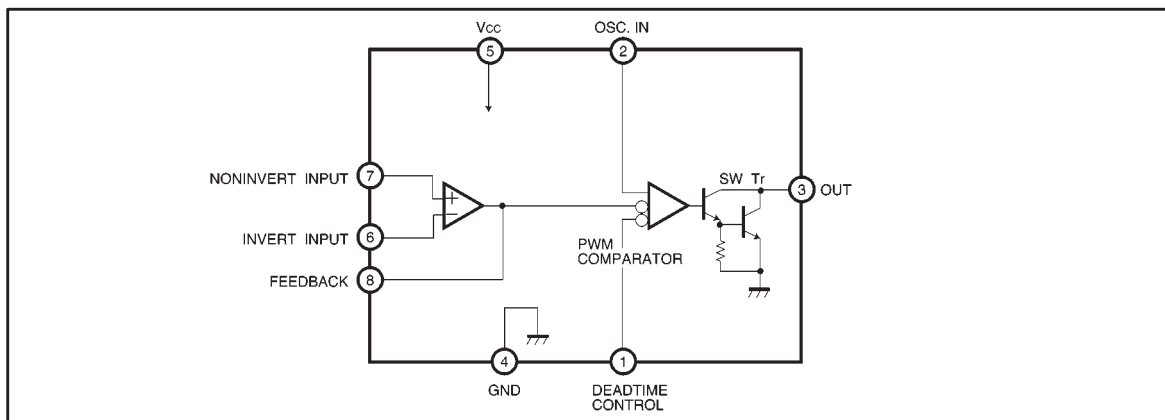 Vcc
OSC. IN
5
2
NONINVERT INPUT
7
+
SW Tr
3
OUT
INVERT INPUT
6
−
PWM
COMPARATOR
FEEDBACK
8
4
1
GND
DEADTIME
CONTROL